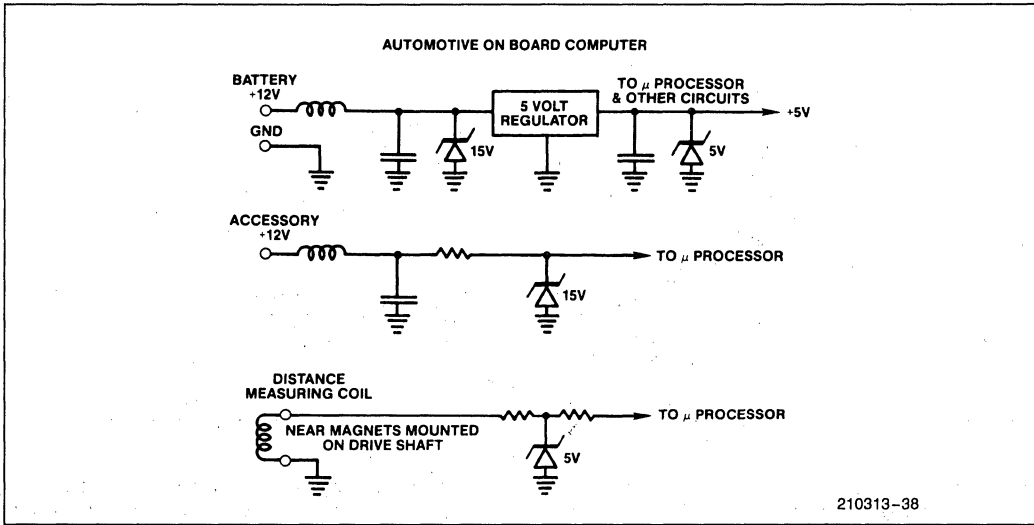 AUTOMOTIVE ON BOARD COMPUTER
BATTERY
+12V
GND
15V
5 VOLT
REGULATOR
TO μ PROCESSOR
& OTHER CIRCUITS
+5V
5V
ACCESSORY
+12V
15V
TO μ PROCESSOR
DISTANCE
MEASURING COIL
NEAR MAGNETS MOUNTED
ON DRIVE SHAFT
5V
TO μ PROCESSOR
210313-38